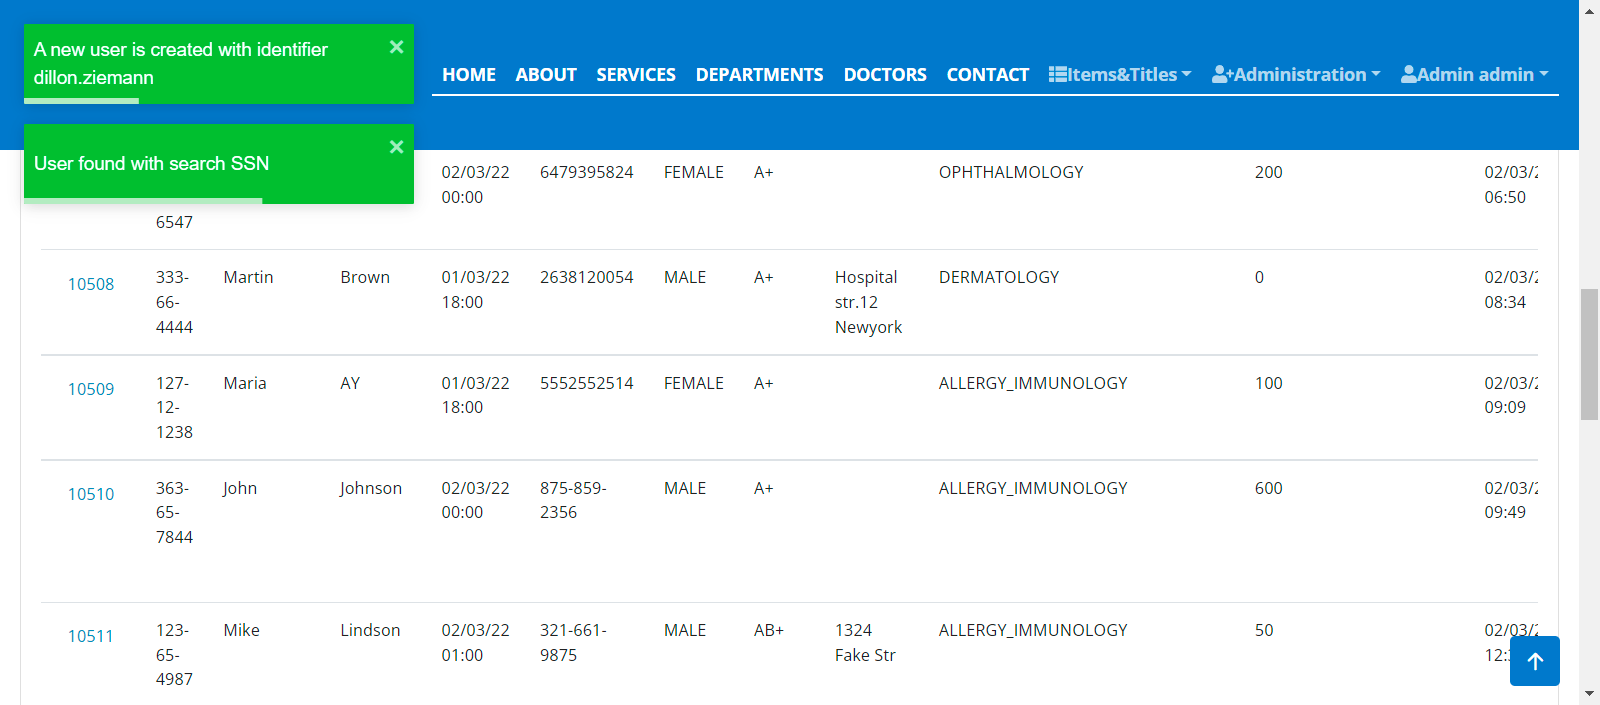 A new user is created with identifier
dillon.ziemann
×
User found with search SSN
×
HOME ABOUT SERVICES DEPARTMENTS DOCTORS CONTACT Items&Titles Administration Admin admin
02/03/22 6479395824 FEMALE A+ OPHTHALMOLOGY 200 02/03/2
00:00 06:50
6547
10508 333- Martin Brown 01/03/22 2638120054 MALE A+ Hospital DERMATOLOGY 0 02/03/2
66- 18:00 str.12 08:34
4444 Newyork
10509 127- Maria AY 01/03/22 5552552514 FEMALE A+ ALLERGY_IMMUNOLOGY 100 02/03/2
12- 18:00 09:09
1238
10510 363- John Johnson 02/03/22 875-859- MALE A+ ALLERGY_IMMUNOLOGY 600 02/03/2
65- 00:00 2356 09:49
7844
10511 123- Mike Lindson 02/03/22 321-661- MALE AB+ 1324 ALLERGY_IMMUNOLOGY 50 02/03/2
65- 01:00 9875 Fake Str 12:
4987